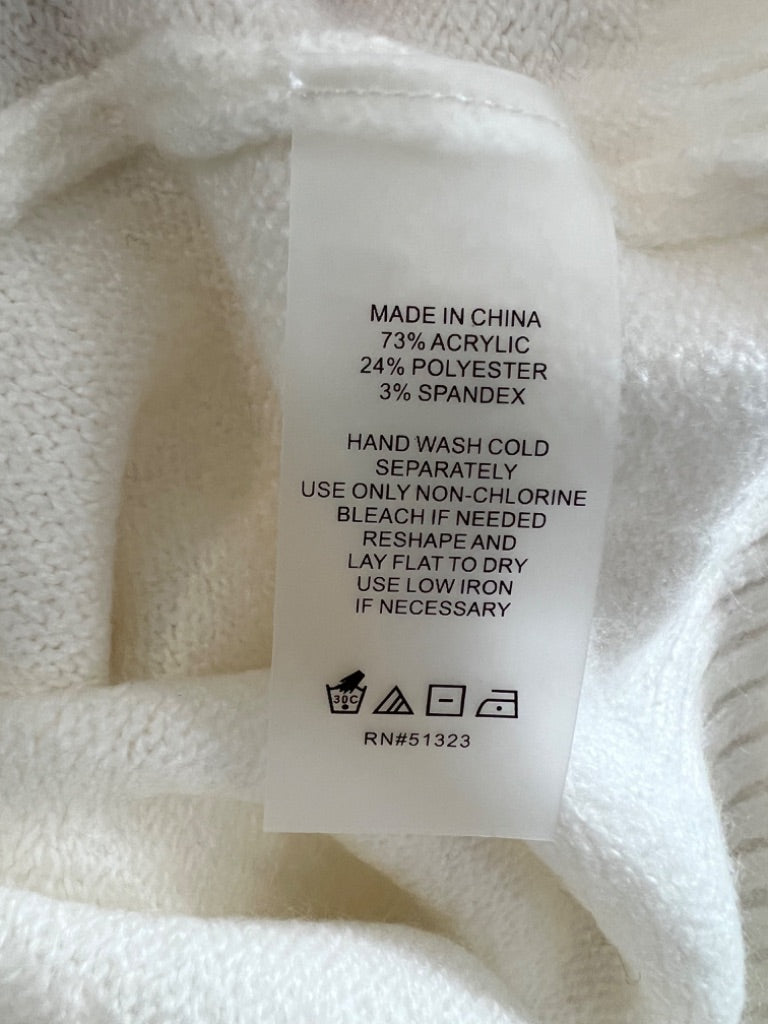 MADE IN CHINA
73% ACRYLIC
24% POLYESTER
3% SPANDEX
HAND WASH COLD
SEPARATELY
USE ONLY NON-CHLORINE
BLEACH IF NEEDED
RESHAPE AND
LAY FLAT TO DRY
USE LOW IRON
IF NECESSARY
30C
RN#51323